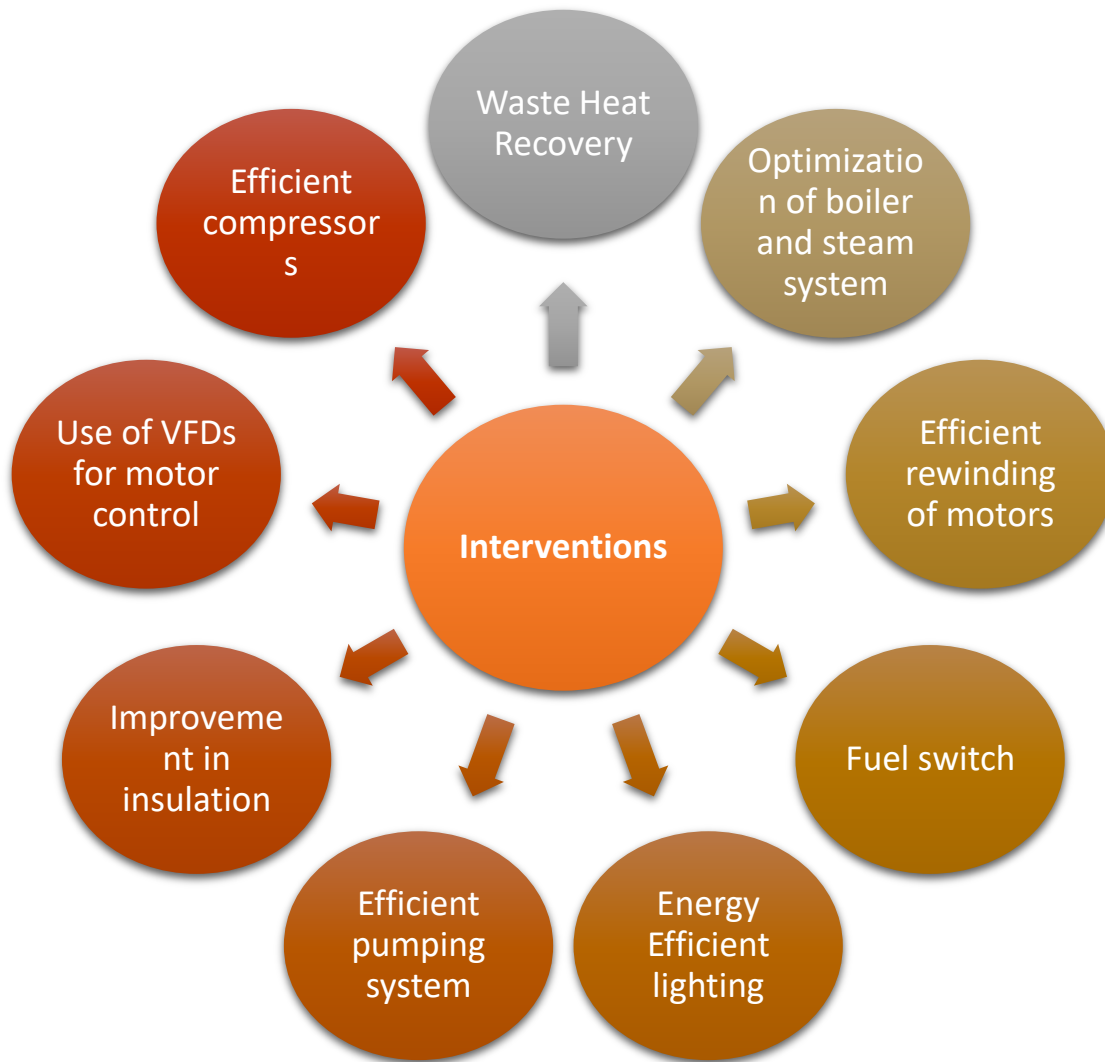 Waste Heat
Recovery
Optimizatio
n of boiler
and steam
system
Efficient
rewinding
of motors
Fuel switch
Energy
Efficient
lighting
Efficient
pumping
system
Improveme
nt in
insulation
Use of VFDs
for motor
control
Efficient
compressor
s
Interventions